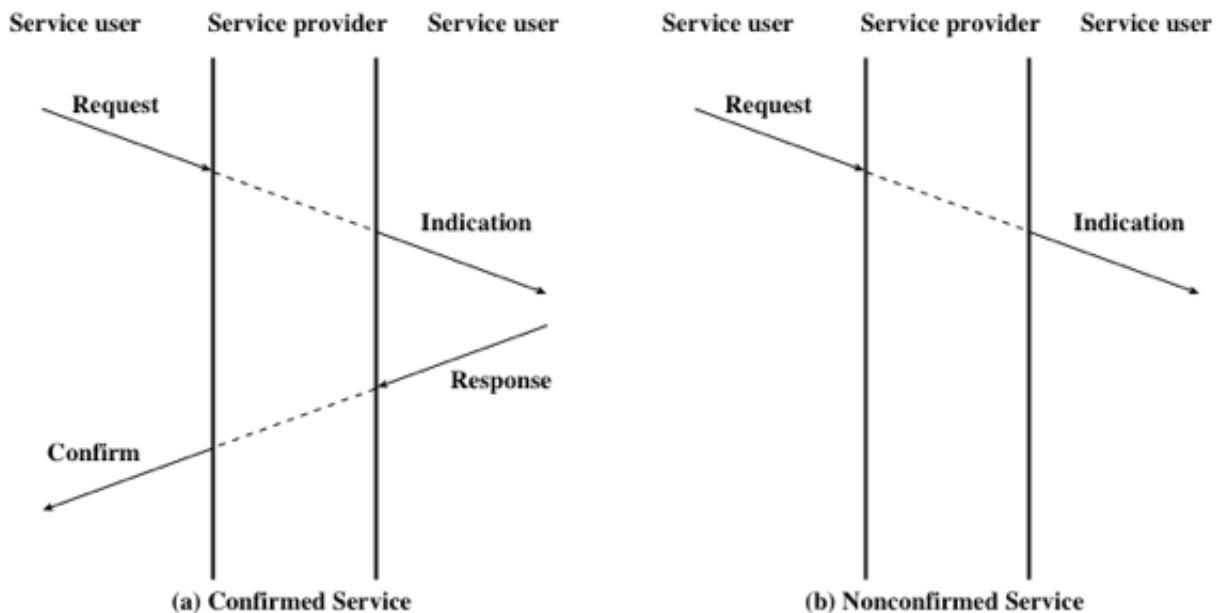 Service user Service provider Service user
Request
Indication
Response
Confirm
(a) Confirmed Service
Service user Service provider Service user
Request
Indication
(b) Nonconfirmed Service